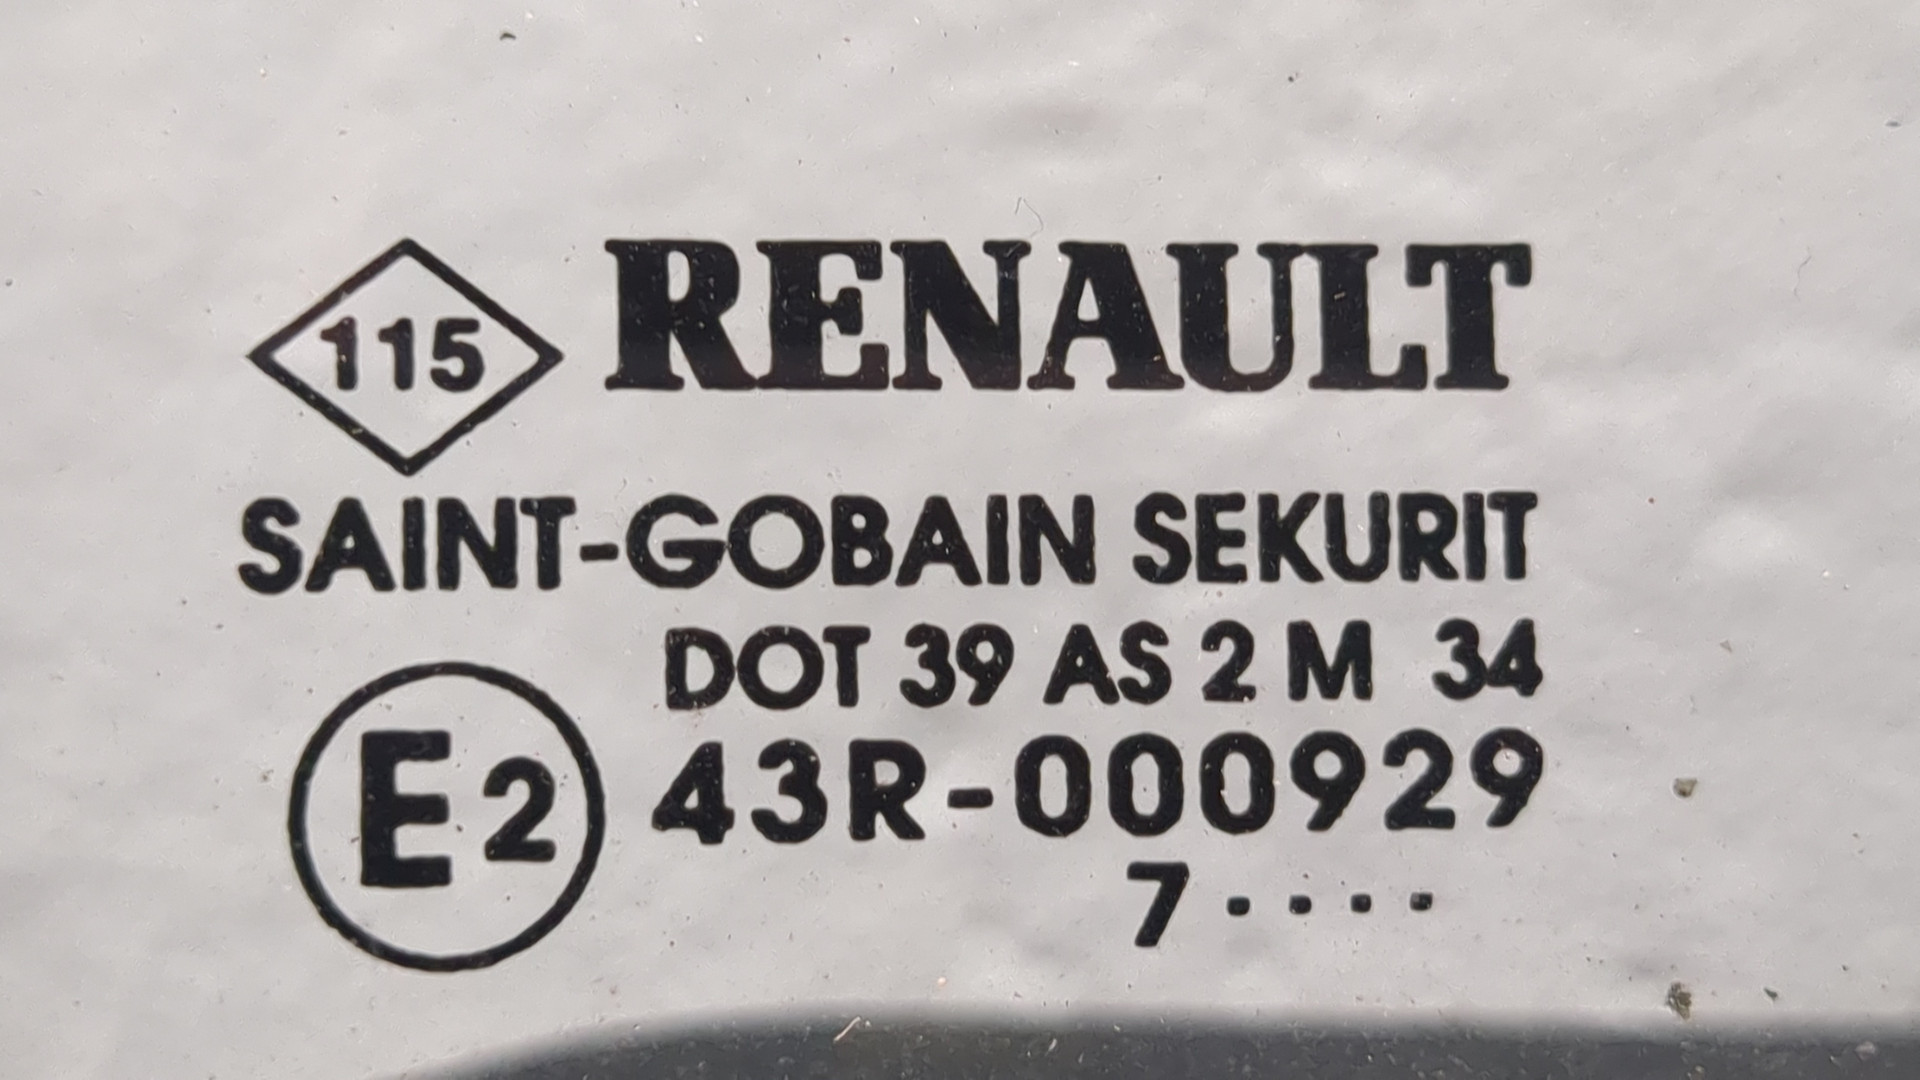 115 RENAULT
SAINT-GOBAIN SEKURIT
DOT 39 AS 2 M 34
E2 43R-000929
7 ....